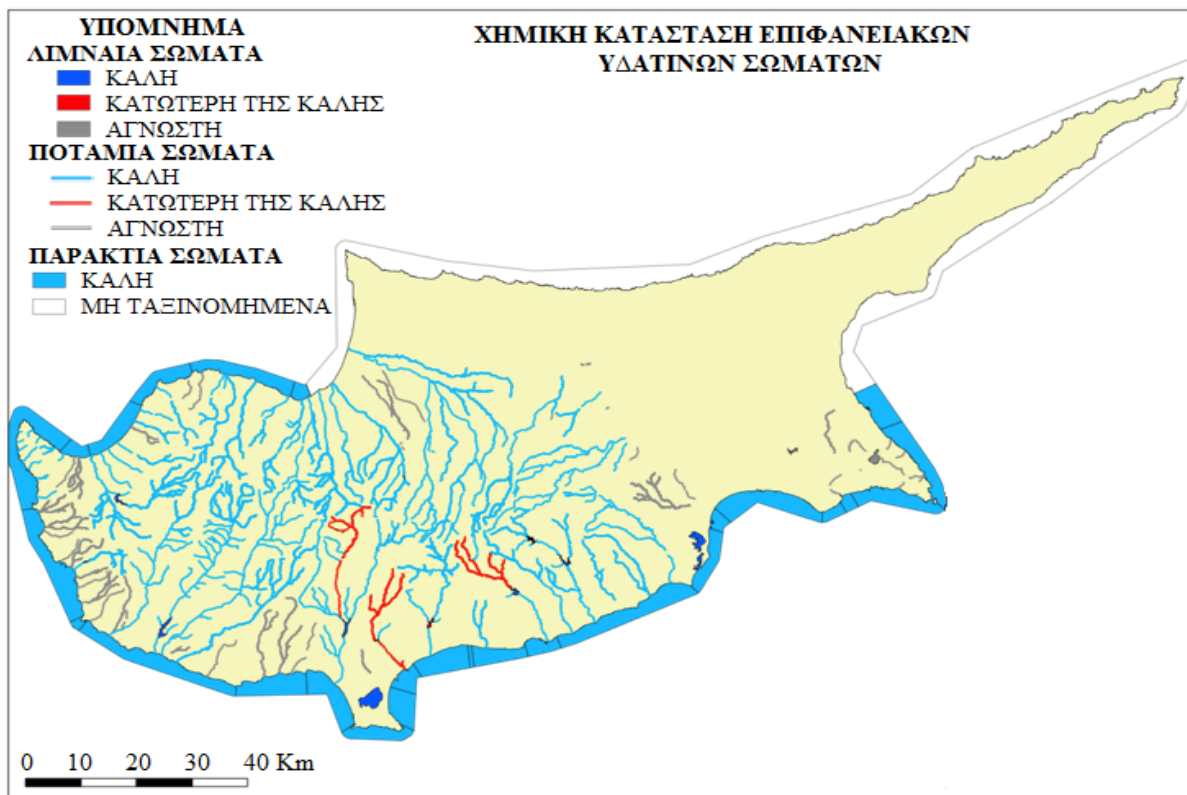 ΥΠΟΜΝΗΜΑ
ΛΙΜΝΑΙΑ ΣΩΜΑΤΑ
ΚΑΛΗ
ΚΑΤΩΤΕΡΗ ΤΗΣ ΚΑΛΗΣ
ΑΓΝΩΣΤΗ
ΠΟΤΑΜΙΑ ΣΩΜΑΤΑ
ΚΑΛΗ
ΚΑΤΩΤΕΡΗ ΤΗΣ ΚΑΛΗΣ
ΑΓΝΩΣΤΗ
ΠΑΡΑΚΤΙΑ ΣΩΜΑΤΑ
ΚΑΛΗ
ΜΗ ΤΑΞΙΝΟΜΗΜΕΝΑ
ΧΗΜΙΚΗ ΚΑΤΑΣΤΑΣΗ ΕΠΙΦΑΝΕΙΑΚΩΝ
ΥΔΑΤΙΝΩΝ ΣΩΜΑΤΩΝ
0 10 20 30 40 Km